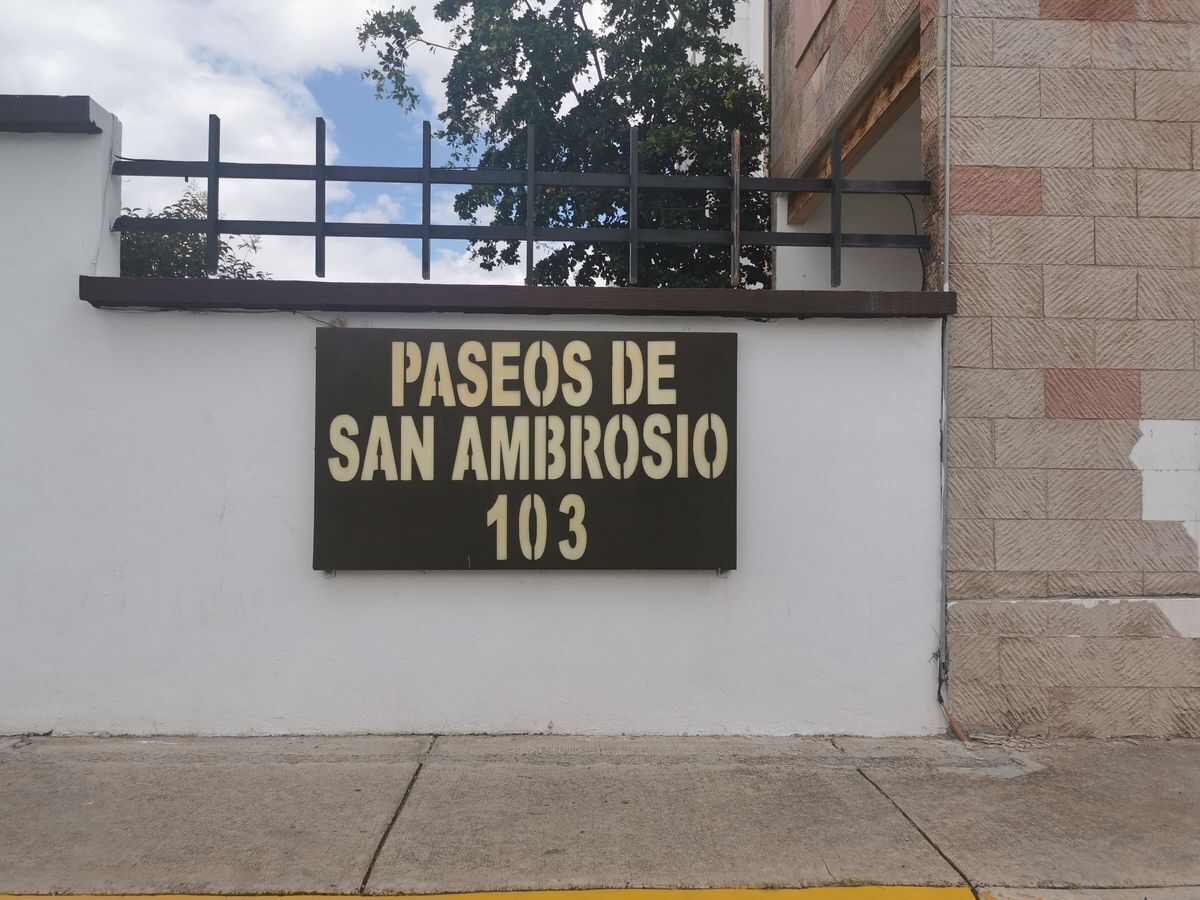 PASEOS DE
SAN AMBROSIO
103